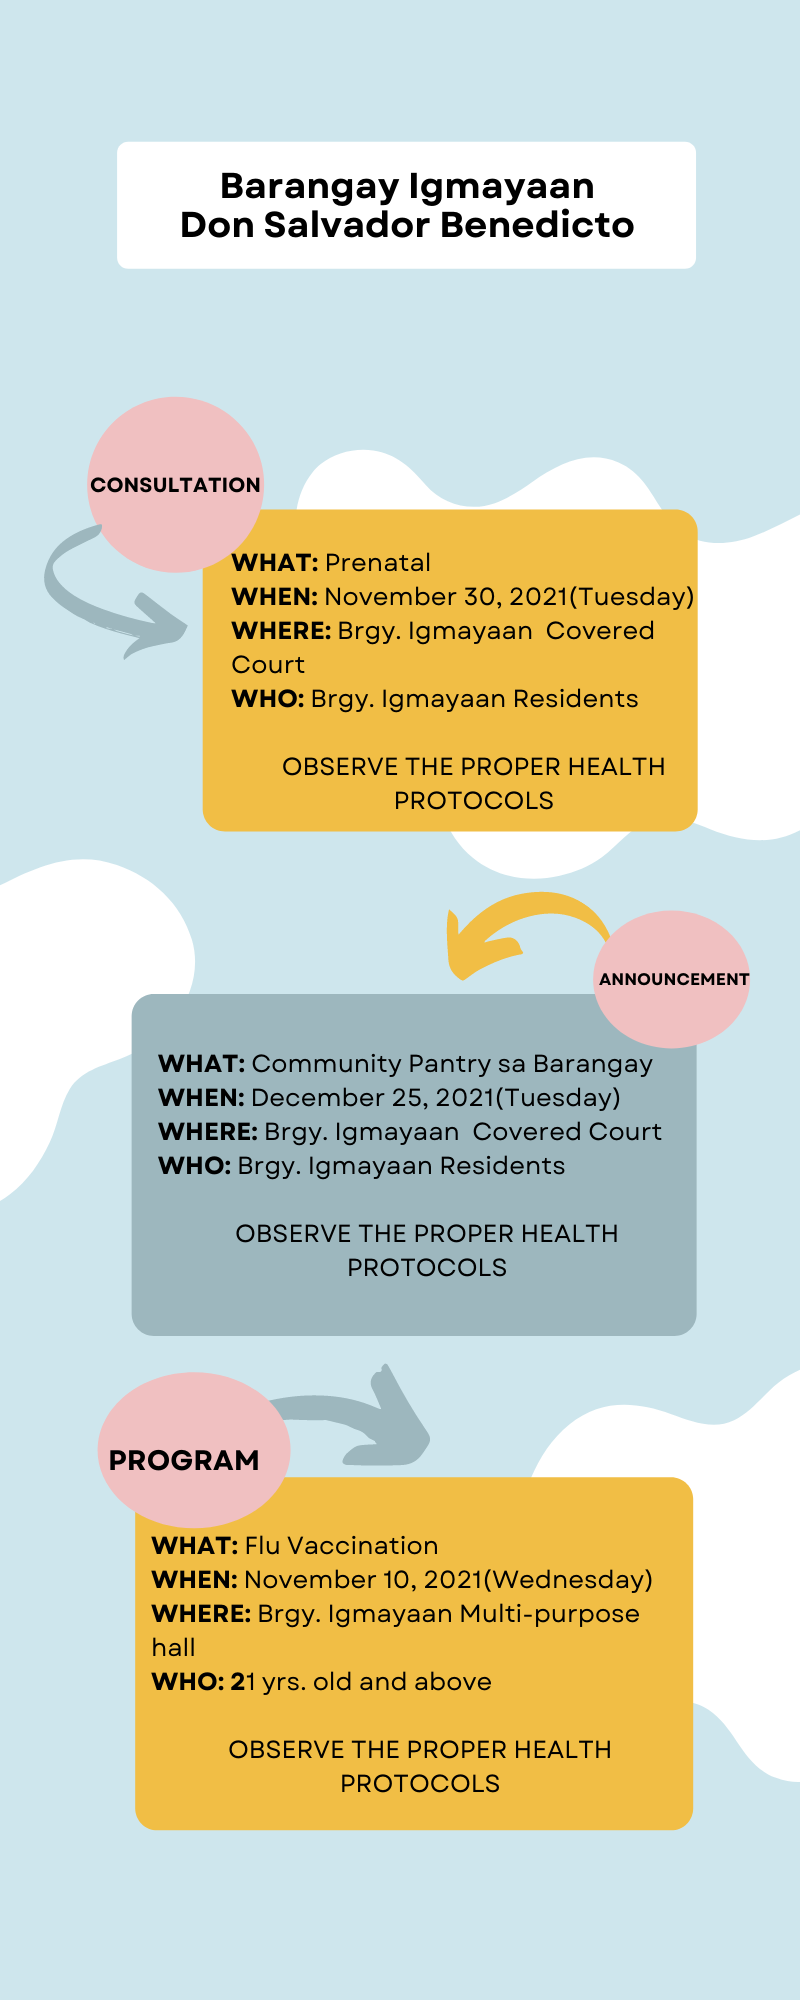 Barangay Igmayaan
Don Salvador Benedicto
CONSULTATION
WHAT: Prenatal
WHEN: November 30, 2021(Tuesday)
WHERE: Brgy. Igmayaan  Covered
Court
WHO: Brgy. Igmayaan Residents
OBSERVE THE PROPER HEALTH
PROTOCOLS
ANNOUNCEMENT
WHAT: Community Pantry sa Barangay
WHEN: December 25, 2021(Tuesday)
WHERE: Brgy. Igmayaan  Covered Court
WHO: Brgy. Igmayaan Residents
OBSERVE THE PROPER HEALTH
PROTOCOLS
PROGRAM
WHAT: Flu Vaccination
WHEN: November 10, 2021(Wednesday)
WHERE: Brgy. Igmayaan Multi-purpose
hall
WHO: 21 yrs. old and above
OBSERVE THE PROPER HEALTH
PROTOCOLS